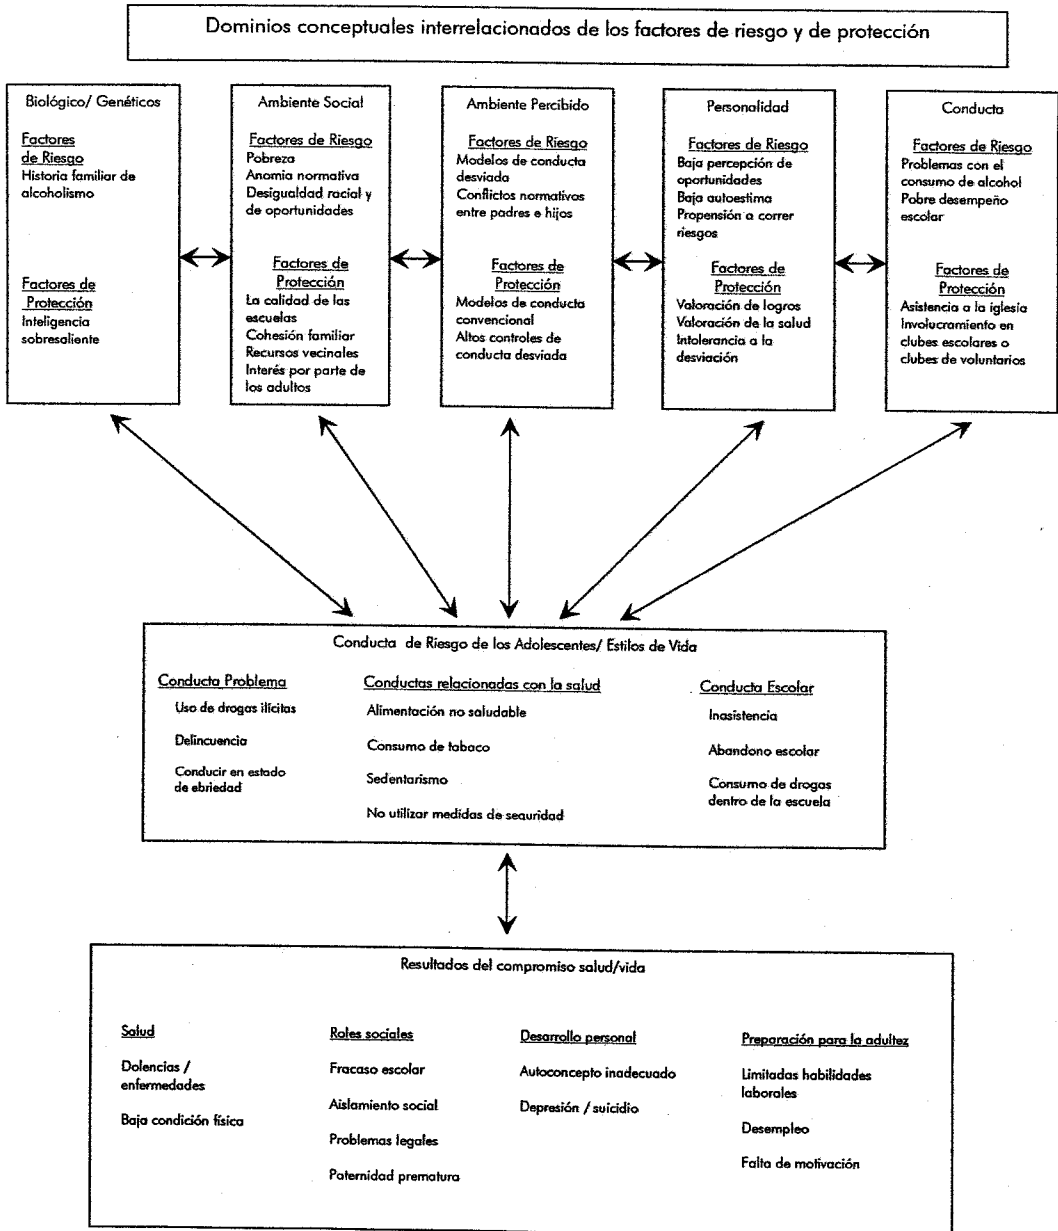 Dominios conceptuales interrelacionados de los factores de riesgo y de protección
Biológico/ Genéticos
Factores
de Riesgo
Historia familiar de
alcoholismo
Factores de
Protección
Inteligencia
sobresaliente
Ambiente Social
Factores de Riesgo
Pobreza
Anomia normativa
Desigualdad racial y
de oportunidades
Factores de
Protección
La calidad de las
escuelas
Cohesión familiar
Recursos vecinales
Interés por parte de
los adultos
Ambiente Percibido
Factores de Riesgo
Modelos de conducta
desviada
Conflictos normativos
entre padres e hijos
Factores de
Protección
Modelos de conducta
convencional
Altos controles de
conducta desviada
Personalidad
Factores de Riesgo
Baja percepción de
oportunidades
Baja autoestima
Propensión a correr
riesgos
Factores de
Protección
Valoración de logros
Valoración de la salud
Intolerancia a la
desviación
Conducta
Factores de Riesgo
Problemas con el
consumo de alcohol
Pobre desempeño
escolar
Factores de
Protección
Asistencia a la iglesia
Involucramiento en
clubes escolares o
clubes de voluntarios
Conducta de Riesgo de los Adolescentes/ Estilos de Vida
Conducta Problema
Uso de drogas ilícitas
Delincuencia
Conducir en estado
de ebriedad
Conductas relacionadas con la salud
Alimentación no saludable
Consumo de tabaco
Sedentarismo
No utilizar medidas de seguridad
Conducta Escolar
Inasistencia
Abandono escolar
Consumo de drogas
dentro de la escuela
Resultados del compromiso salud/vida
Salud
Dolencias /
enfermedades
Baja condición física
Roles sociales
Fracaso escolar
Aislamiento social
Problemas legales
Paternidad prematura
Desarrollo personal
Autoconcepto inadecuado
Depresión / suicidio
Preparación para la adultez
Limitadas habilidades
laborales
Desempleo
Falta de motivación